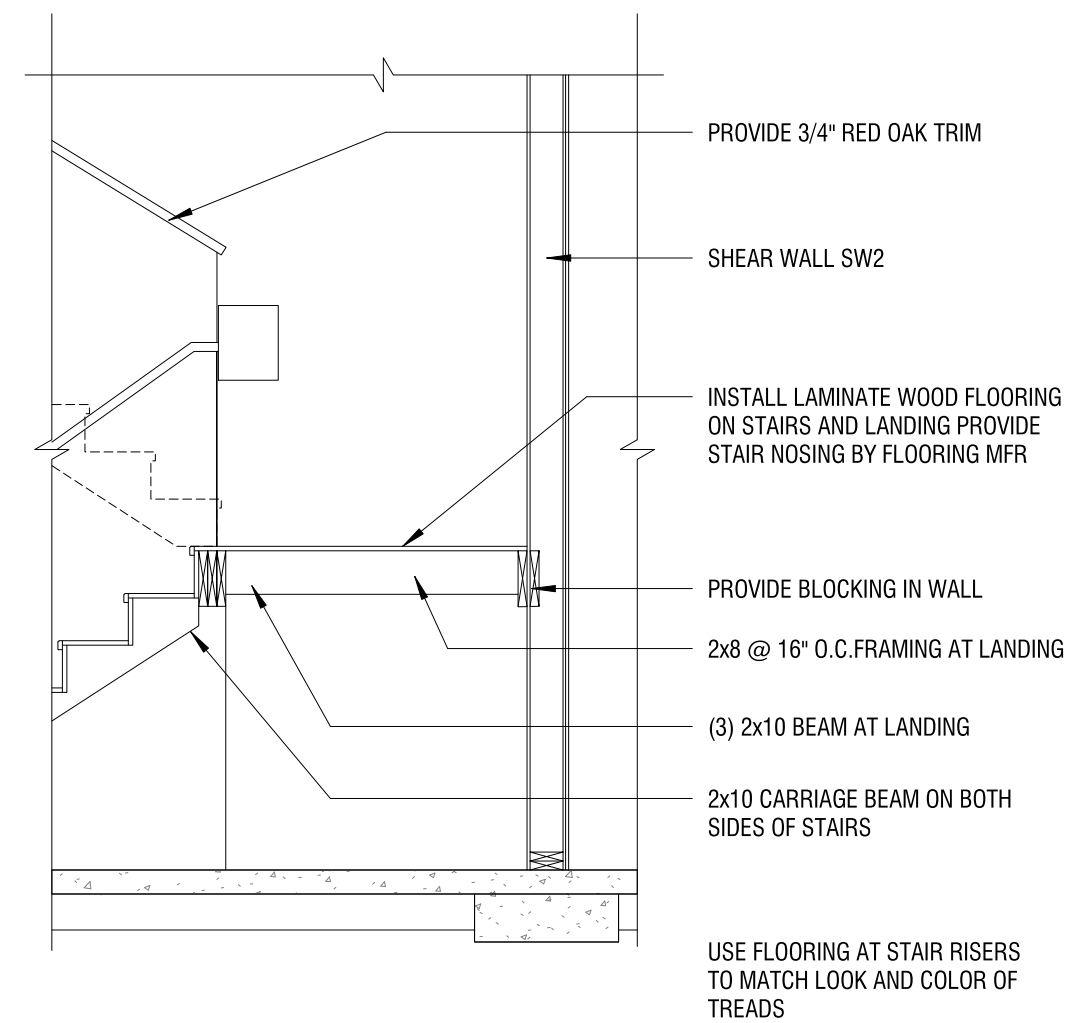 PROVIDE 3/4" RED OAK TRIM
SHEAR WALL SW2
INSTALL LAMINATE WOOD FLOORING
ON STAIRS AND LANDING PROVIDE
STAIR NOSING BY FLOORING MFR
PROVIDE BLOCKING IN WALL
2x8 @ 16" O.C.FRAMING AT LANDING
(3) 2x10 BEAM AT LANDING
2x10 CARRIAGE BEAM ON BOTH
SIDES OF STAIRS
USE FLOORING AT STAIR RISERS
TO MATCH LOOK AND COLOR OF
TREADS